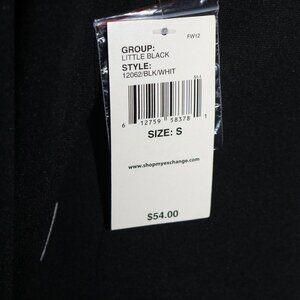 FW12
GROUP:
LITTLE BLACK
STYLE:
12062/BLK/WHIT
6 12759 58378 1
SIZE: S
www.shopmyexchange.com
$54.00